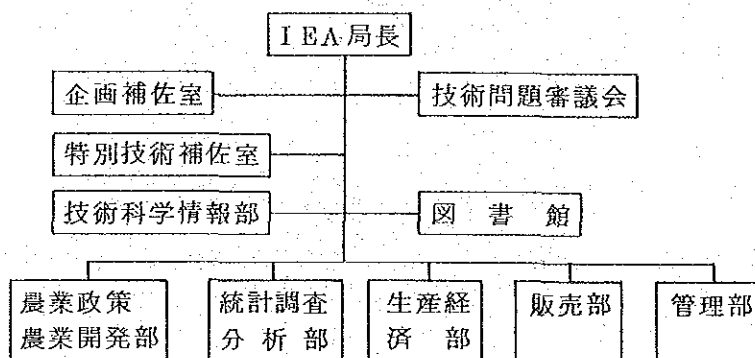 IEA局長
企画補佐室
技術問題審議会
特別技術補佐室
技術科学情報部
図書館
農業政策
農業開発部
統計調査
分析部
生産経
済部
販売部
管理部